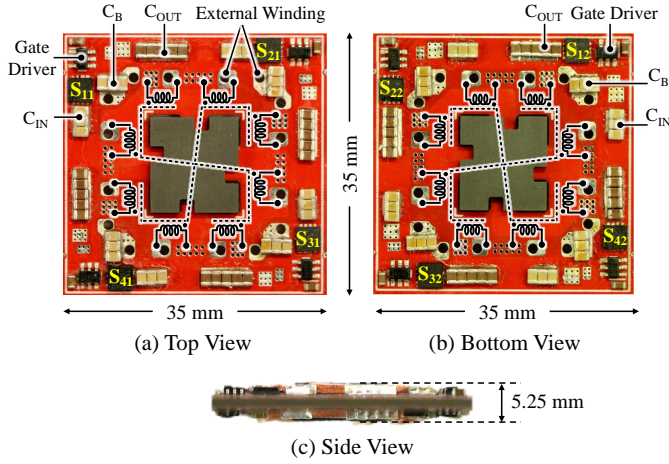 C_B
C_OUT
External Winding
Gate
Driver
S_21
S_11
C_IN
S_31
S_41
35 mm
35 mm
(a) Top View
C_OUT
Gate Driver
S_12
C_B
S_22
C_IN
S_42
S_32
35 mm
(b) Bottom View
5.25 mm
(c) Side View